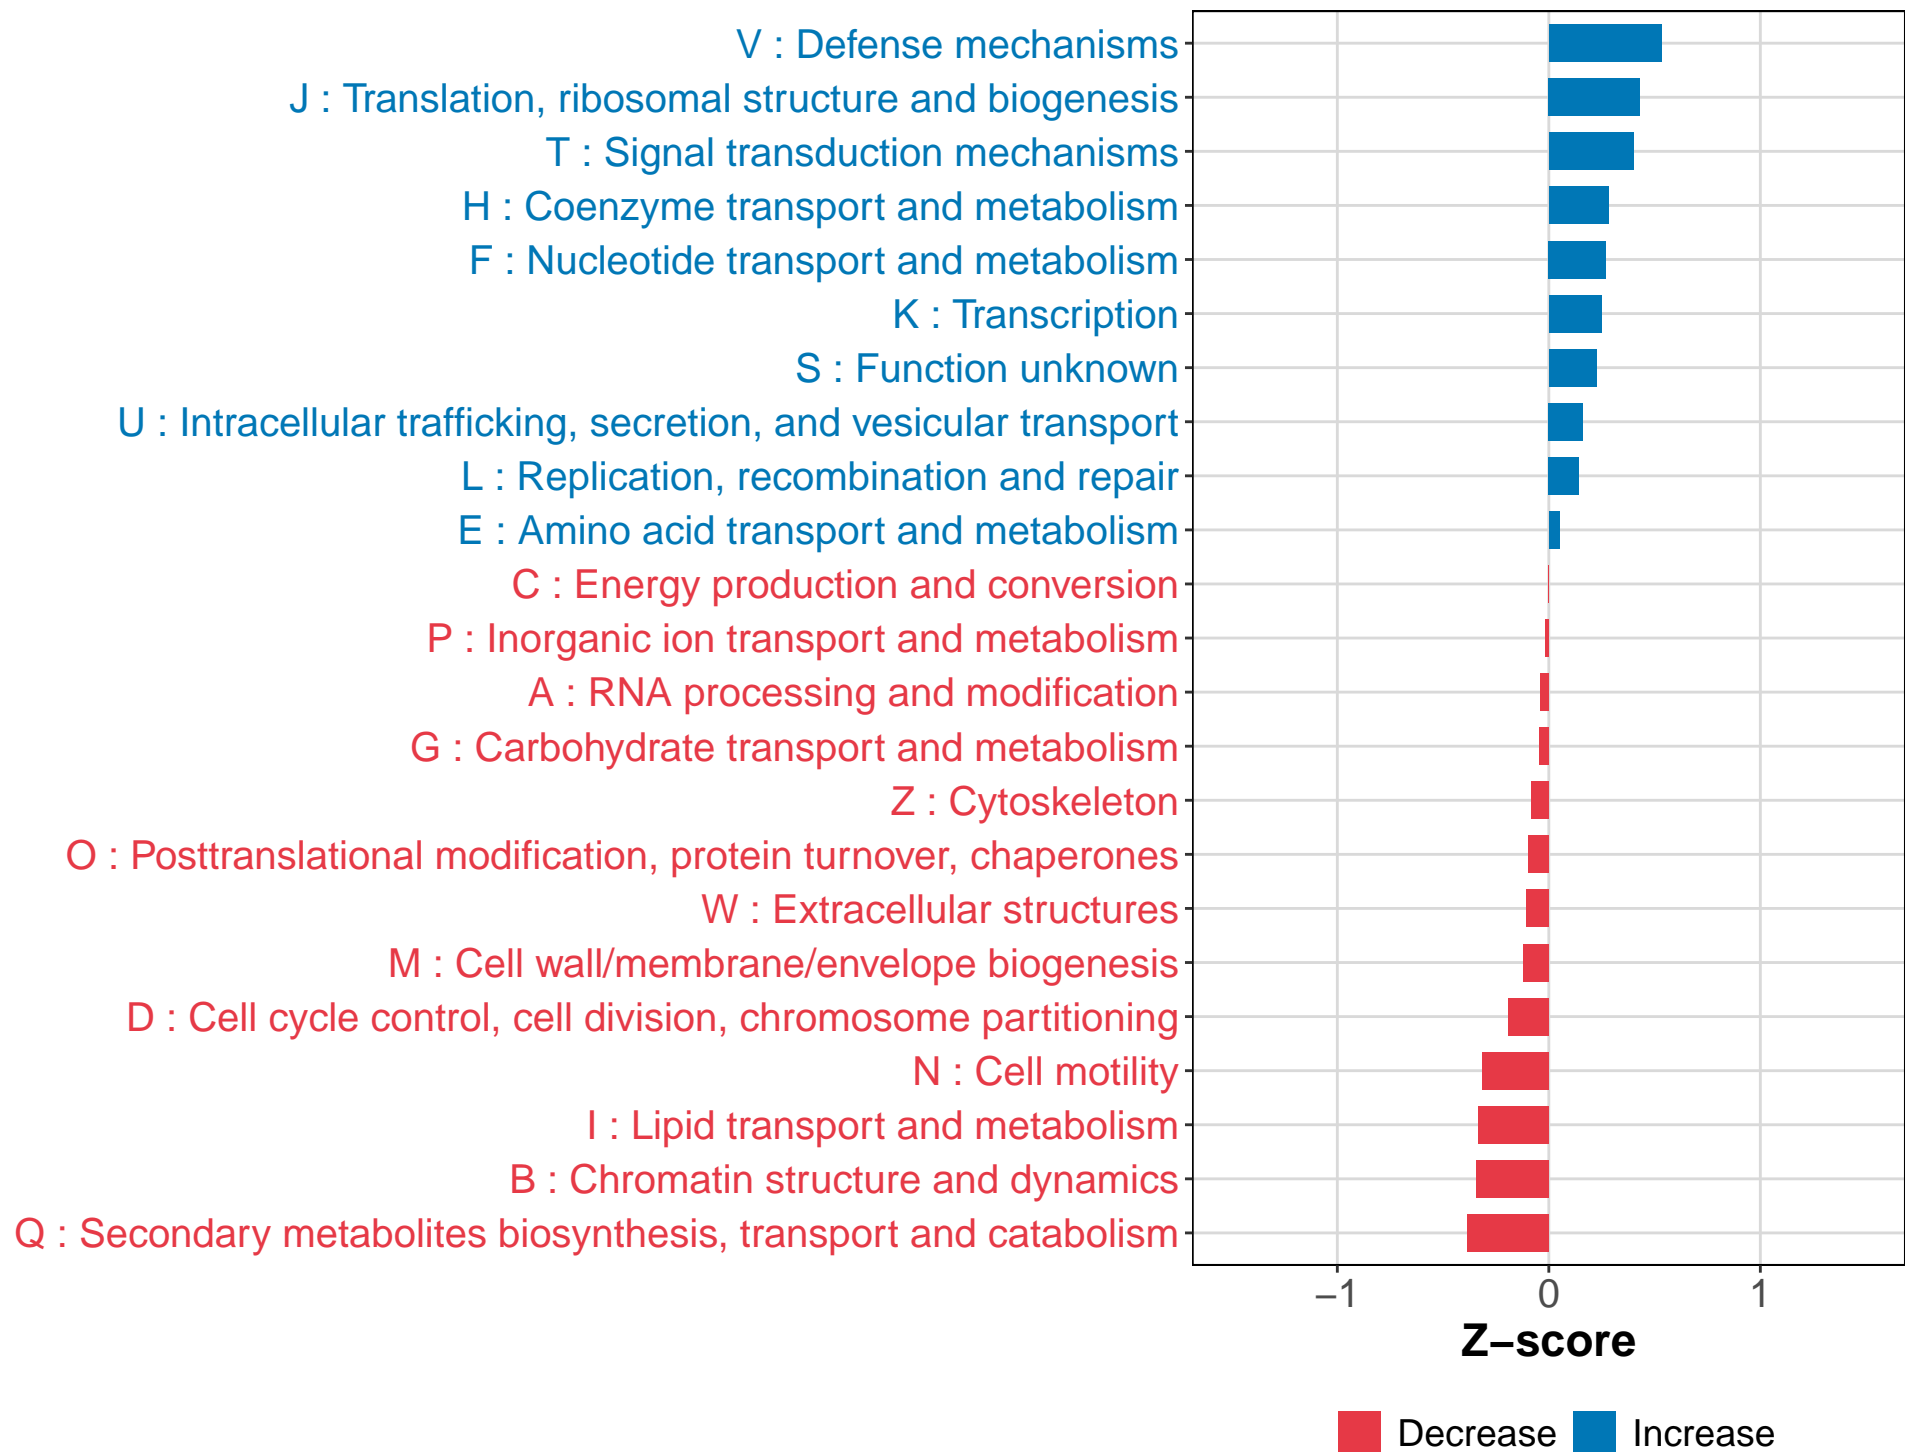 V : Defense mechanisms
J : Translation, ribosomal structure and biogenesis
T : Signal transduction mechanisms
H : Coenzyme transport and metabolism
F : Nucleotide transport and metabolism
K : Transcription
S : Function unknown
U : Intracellular trafficking, secretion, and vesicular transport
L : Replication, recombination and repair
E : Amino acid transport and metabolism
C : Energy production and conversion
P : Inorganic ion transport and metabolism
A : RNA processing and modification
G : Carbohydrate transport and metabolism
Z : Cytoskeleton
O : Posttranslational modification, protein turnover, chaperones
W : Extracellular structures
M : Cell wall/membrane/envelope biogenesis
D : Cell cycle control, cell division, chromosome partitioning
N : Cell motility
I : Lipid transport and metabolism
B : Chromatin structure and dynamics
Q : Secondary metabolites biosynthesis, transport and catabolism
−1 0 1
Z−score
Decrease Increase